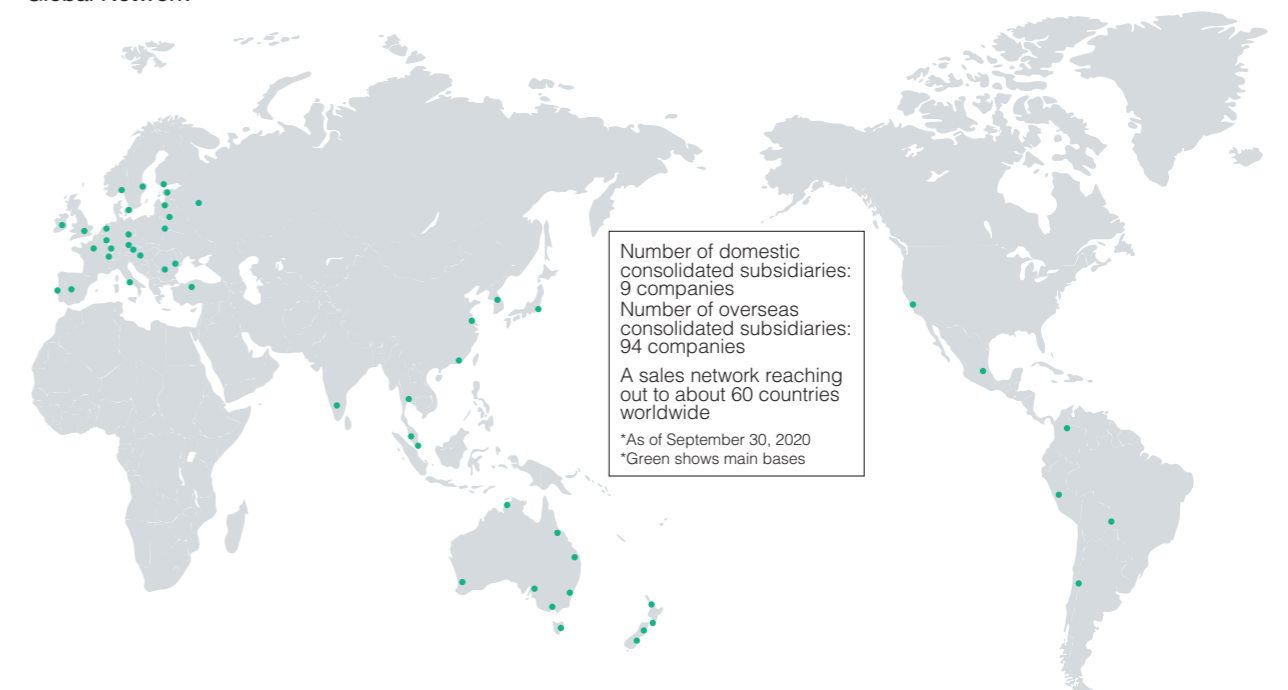 Global Network
Number of domestic
consolidated subsidiaries:
9 companies
Number of overseas
consolidated subsidiaries:
94 companies
A sales network reaching
out to about 60 countries
worldwide
*As of September 30, 2020
*Green shows main bases